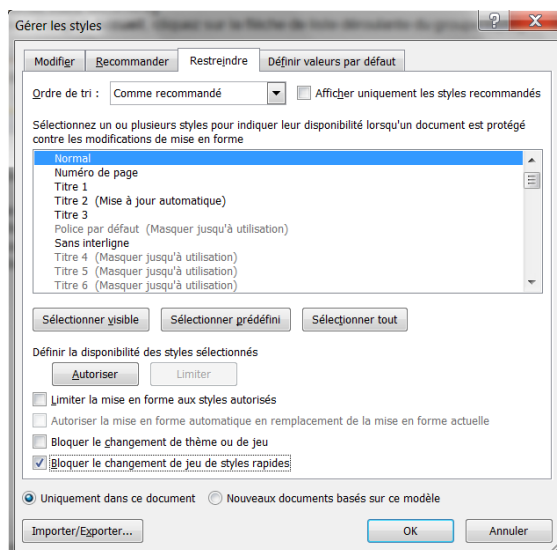 Gérer les styles
Modifier Recommander Restreindre Définir valeurs par défaut
Ordre de tri : Comme recommandé Afficher uniquement les styles recommandés
Sélectionnez un ou plusieurs styles pour indiquer leur disponibilité lorsqu'un document est protégé
contre les modifications de mise en forme
Normal
Numéro de page
Titre 1
Titre 2 (Mise à jour automatique)
Titre 3
Police par défaut (Masquer jusqu'à utilisation)
Sans interligne
Titre 4 (Masquer jusqu'à utilisation)
Titre 5 (Masquer jusqu'à utilisation)
Titre 6 (Masquer jusqu'à utilisation)
Sélectionner visible Sélectionner prédéfini Sélectionner tout
Définir la disponibilité des styles sélectionnés
Autoriser Limiter
Limiter la mise en forme aux styles autorisés
Autoriser la mise en forme automatique en remplacement de la mise en forme actuelle
Bloquer le changement de thème ou de jeu
Bloquer le changement de jeu de styles rapides
Uniquement dans ce document Nouveaux documents basés sur ce modèle
Importer/Exporter... OK Annuler